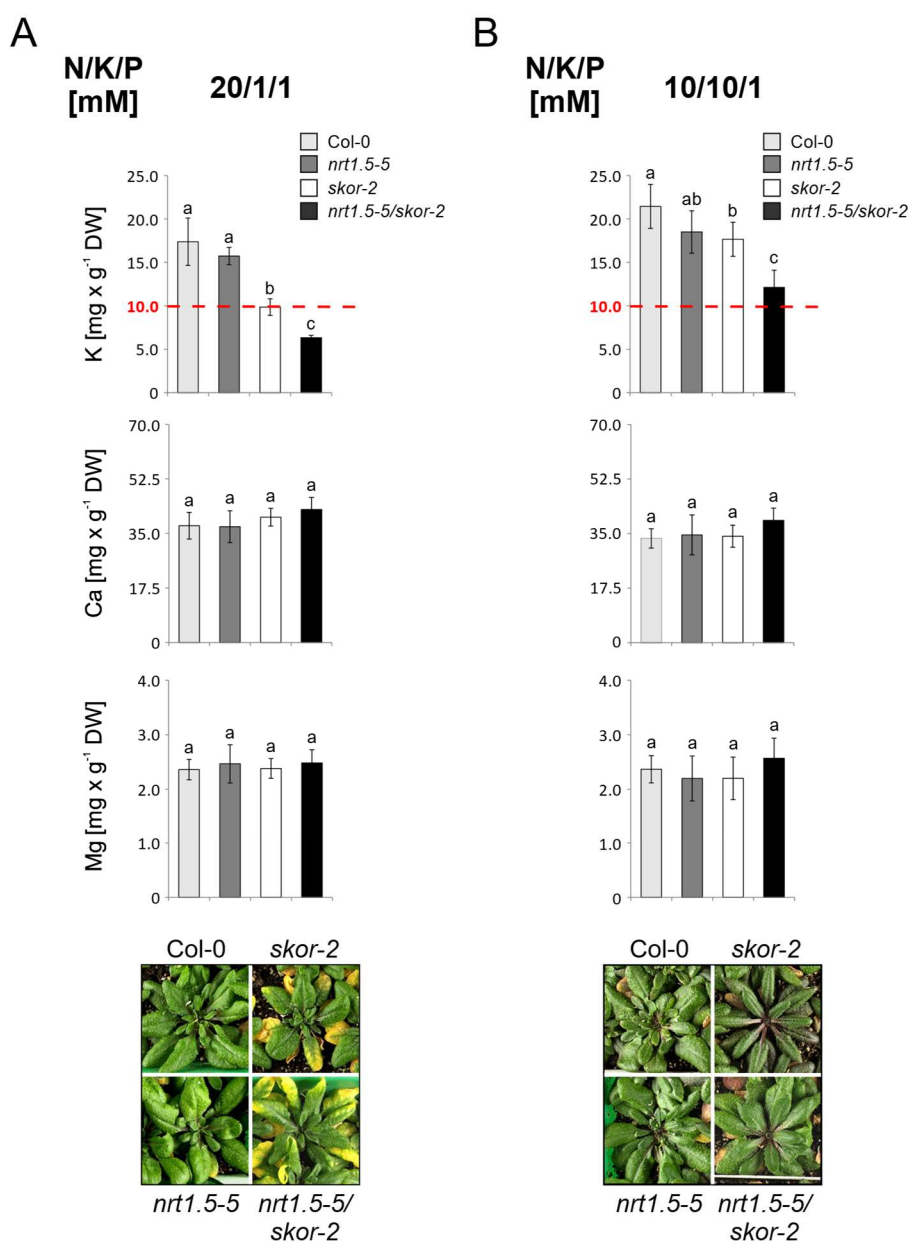 A
N/K/P
[mM]
20/1/1
Col-0
nrt1.5-5
skor-2
nrt1.5-5/skor-2
K [mg x g⁻¹ DW]
25.0
20.0
15.0
10.0
5.0
0
a
a
b
c
Ca [mg x g⁻¹ DW]
70.0
52.5
35.0
17.5
0
a
a
a
a
Mg [mg x g⁻¹ DW]
4.0
3.0
2.0
1.0
0
a
a
a
a
Col-0 skor-2
nrt1.5-5 nrt1.5-5/
skor-2
B
N/K/P
[mM]
10/10/1
Col-0
nrt1.5-5
skor-2
nrt1.5-5/skor-2
25.0
20.0
15.0
10.0
5.0
0
a
ab
b
c
70.0
52.5
35.0
17.5
0
a
a
a
a
4.0
3.0
2.0
1.0
0
a
a
a
a
Col-0 skor-2
nrt1.5-5 nrt1.5-5/
skor-2